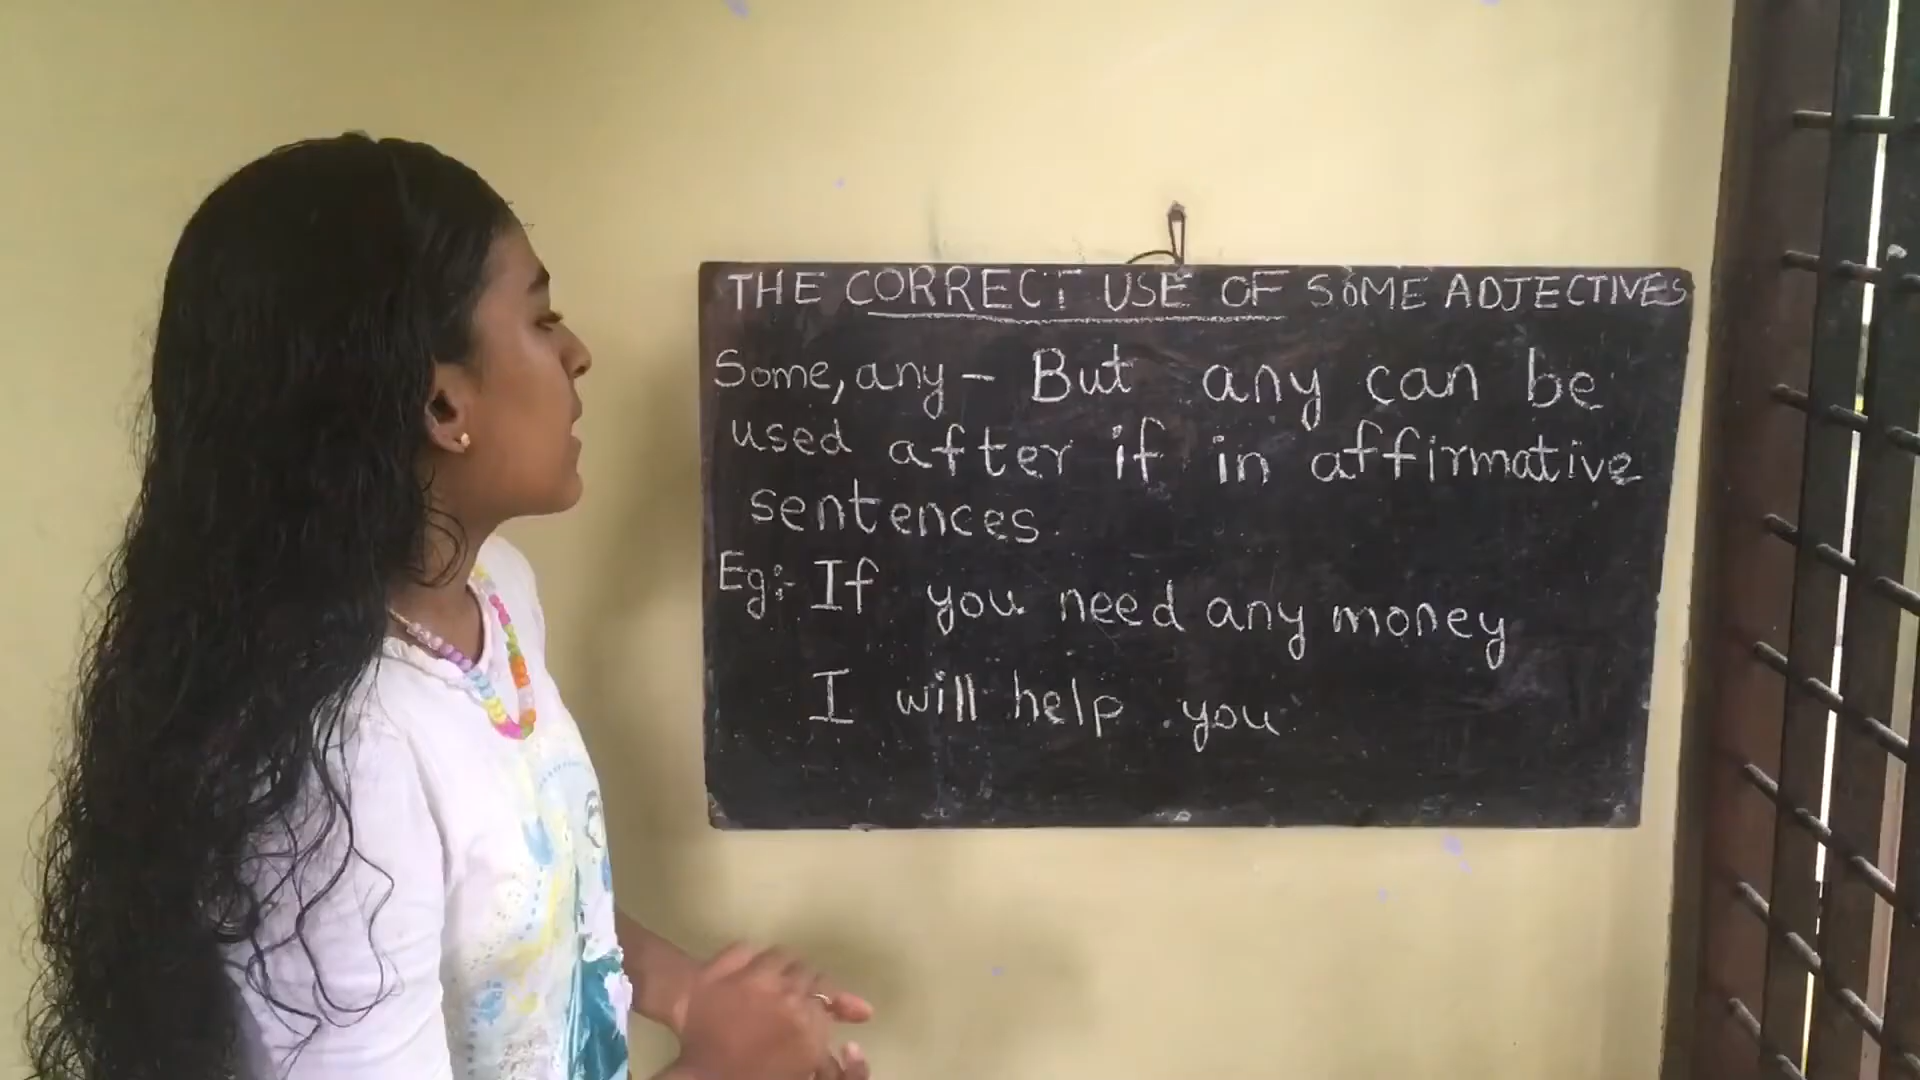 THE CORRECT USE OF SOME ADJECTIVES
Some, any - But any can be
used after if in affirmative
sentences.
Eg:- If you need any money
I will help you